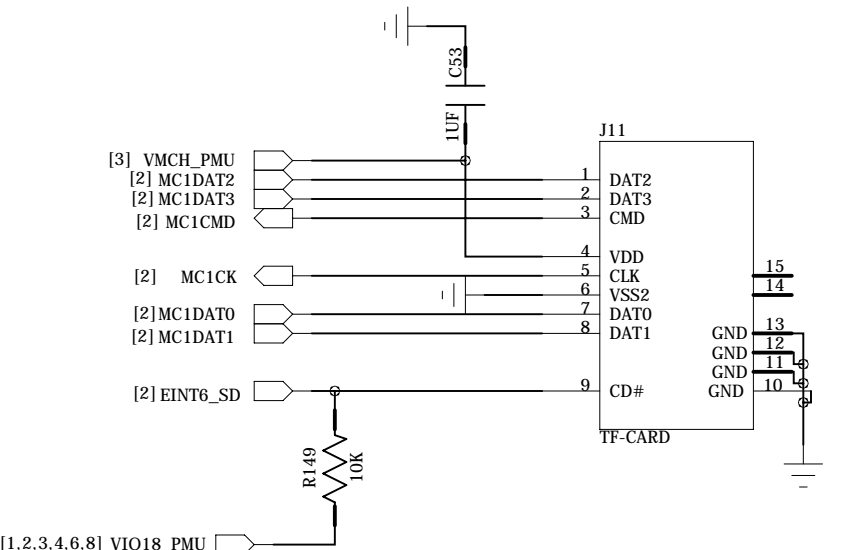 C53
1UF
J11
[3] VMCH_PMU
[2] MC1DAT2 1 DAT2
[2] MC1DAT3 2 DAT3
[2] MC1CMD 3 CMD
4 VDD
[2] MC1CK 5 CLK 15
6 VSS2 14
[2] MC1DAT0 7 DAT0
[2] MC1DAT1 8 DAT1 GND 13
GND 12
GND 11
[2] EINT6_SD 9 CD# GND 10
TF-CARD
R149
10K
[1,2,3,4,6,8] VIO18_PMU